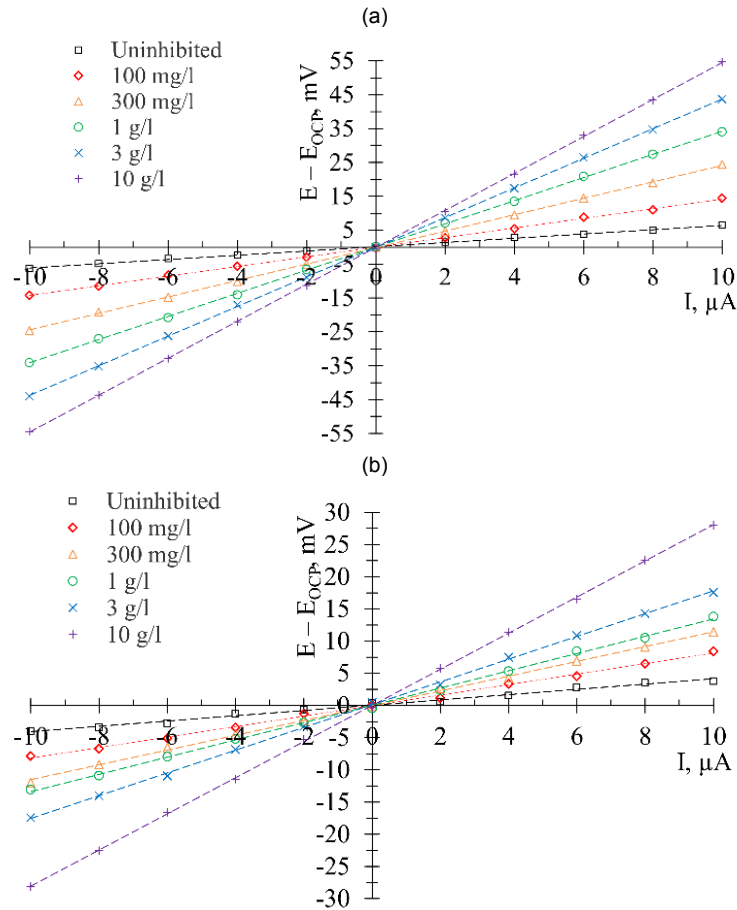 (a)
Uninhibited
100 mg/l
300 mg/l
1 g/l
3 g/l
10 g/l
E – E_OCP, mV
55
45
35
25
15
5
-5
-15
-25
-35
-45
-55
-10 -8 -6 -4 -2 0 2 4 6 8 10
I, μA
(b)
Uninhibited
100 mg/l
300 mg/l
1 g/l
3 g/l
10 g/l
E – E_OCP, mV
30
25
20
15
10
5
0
-5
-10
-15
-20
-25
-30
-10 -8 -6 -4 -2 0 2 4 6 8 10
I, μA